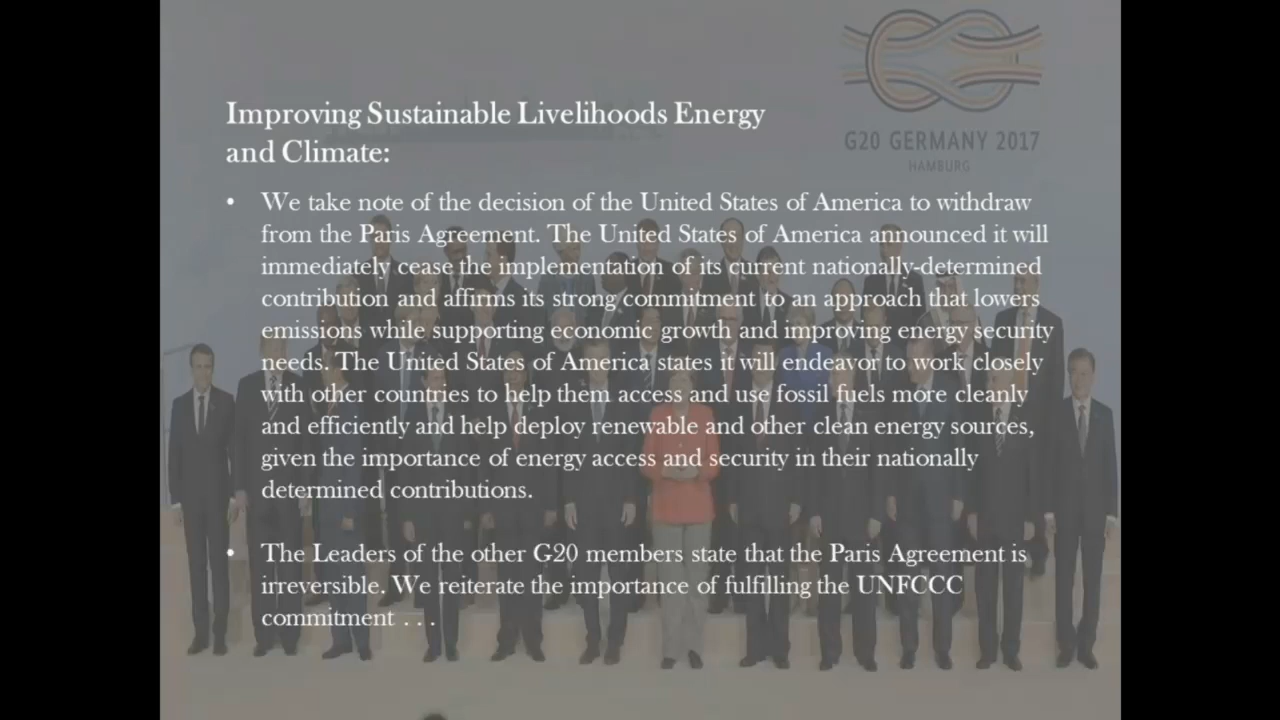 G20 GERMANY 2017
HAMBURG
Improving Sustainable Livelihoods Energy
and Climate:
• We take note of the decision of the United States of America to withdraw
from the Paris Agreement. The United States of America announced it will
immediately cease the implementation of its current nationally-determined
contribution and affirms its strong commitment to an approach that lowers
emissions while supporting economic growth and improving energy security
needs. The United States of America states it will endeavor to work closely
with other countries to help them access and use fossil fuels more cleanly
and efficiently and help deploy renewable and other clean energy sources,
given the importance of energy access and security in their nationally
determined contributions.
• The Leaders of the other G20 members state that the Paris Agreement is
irreversible. We reiterate the importance of fulfilling the UNFCCC
commitment . . .